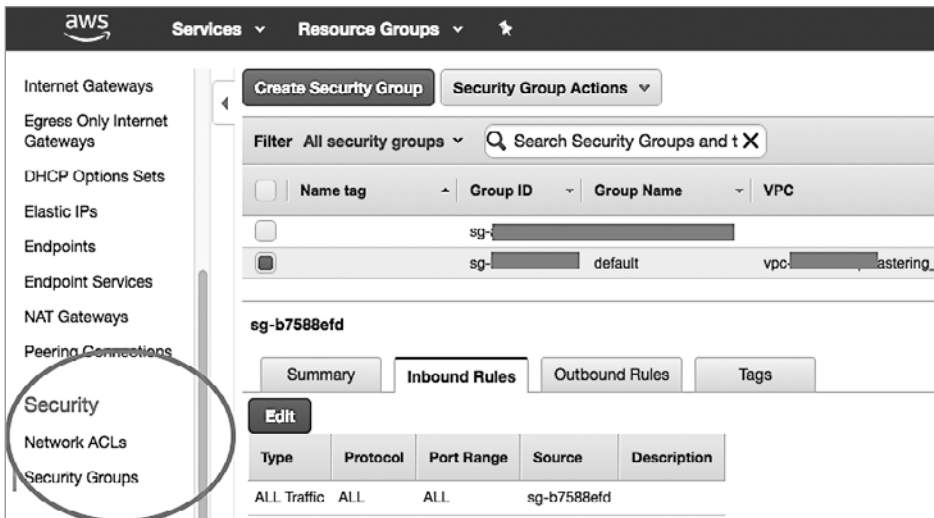 aws
Services
Resource Groups
Internet Gateways
Egress Only Internet
Gateways
DHCP Options Sets
Elastic IPs
Endpoints
Endpoint Services
NAT Gateways
Peering Connections
Security
Network ACLs
Security Groups
Create Security Group
Security Group Actions
Filter All security groups
Search Security Groups and t
Name tag Group ID Group Name VPC
sg-
sg- default vpc- astering_
sg-b7588efd
Summary Inbound Rules Outbound Rules Tags
Edit
Type Protocol Port Range Source Description
ALL Traffic ALL ALL sg-b7588efd